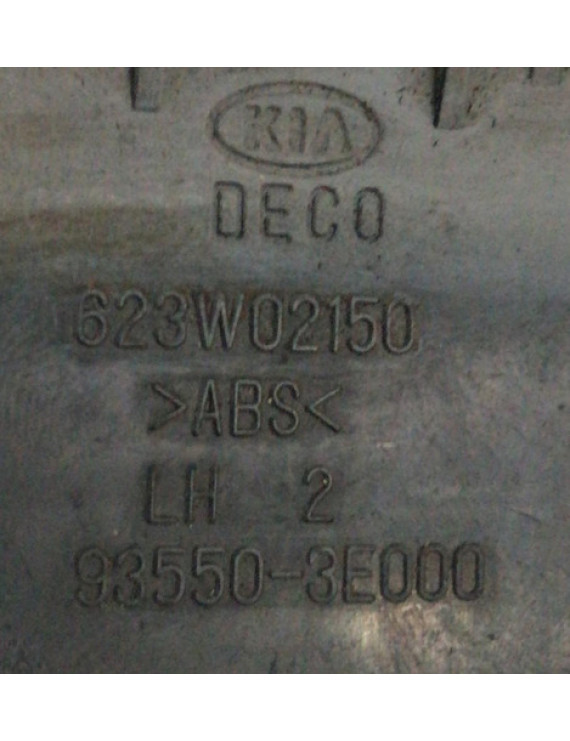 KIA
DECO
623W02150
>ABS<
LH 2
93550-3E000